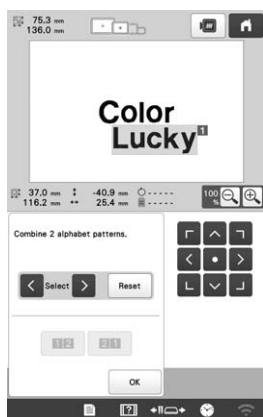 75.3 mm
136.0 mm
Color
Lucky 1
37.0 mm ↕ -40.9 mm -----
116.2 mm ↔ 25.4 mm -----
100 %
Combine 2 alphabet patterns.
Select
Reset
1 2
2 1
OK